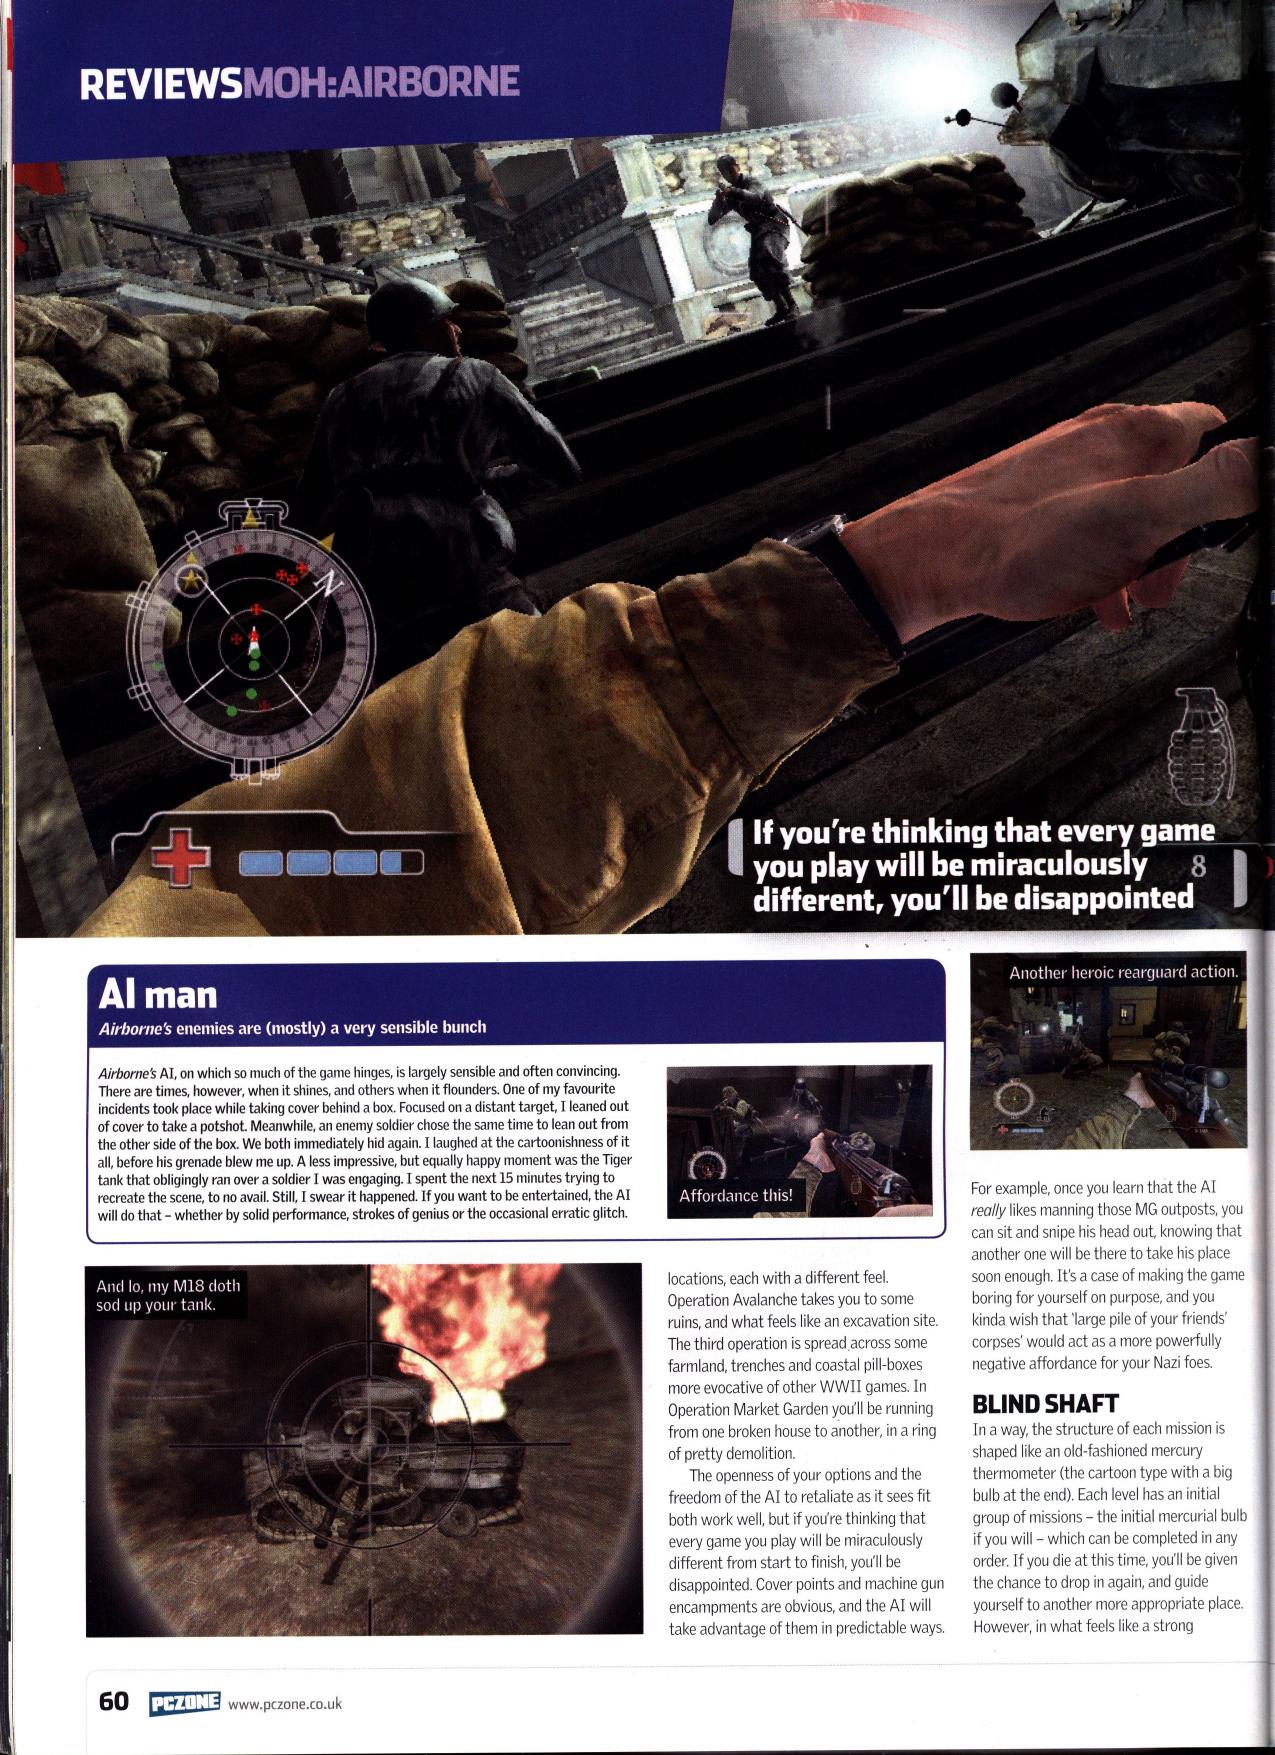 REVIEWSMOH:AIRBORNE
N
8
If you're thinking that every game
you play will be miraculously
different, you'll be disappointed
AI man
Airborne's enemies are (mostly) a very sensible bunch
Airborne's AI, on which so much of the game hinges, is largely sensible and often convincing.
There are times, however, when it shines, and others when it flounders. One of my favourite
incidents took place while taking cover behind a box. Focused on a distant target, I leaned out
of cover to take a potshot. Meanwhile, an enemy soldier chose the same time to lean out from
the other side of the box. We both immediately hid again. I laughed at the cartoonishness of it
all, before his grenade blew me up. A less impressive, but equally happy moment was the Tiger
tank that obligingly ran over a soldier I was engaging. I spent the next 15 minutes trying to
recreate the scene, to no avail. Still, I swear it happened. If you want to be entertained, the AI
will do that – whether by solid performance, strokes of genius or the occasional erratic glitch.
Affordance this!
And lo, my M18 doth
sod up your tank.
locations, each with a different feel.
Operation Avalanche takes you to some
ruins, and what feels like an excavation site.
The third operation is spread across some
farmland, trenches and coastal pill-boxes
more evocative of other WWII games. In
Operation Market Garden you'll be running
from one broken house to another, in a ring
of pretty demolition.
The openness of your options and the
freedom of the AI to retaliate as it sees fit
both work well, but if you're thinking that
every game you play will be miraculously
different from start to finish, you'll be
disappointed. Cover points and machine gun
encampments are obvious, and the AI will
take advantage of them in predictable ways.
Another heroic rearguard action.
For example, once you learn that the AI
really likes manning those MG outposts, you
can sit and snipe his head out, knowing that
another one will be there to take his place
soon enough. It's a case of making the game
boring for yourself on purpose, and you
kinda wish that 'large pile of your friends'
corpses' would act as a more powerfully
negative affordance for your Nazi foes.
BLIND SHAFT
In a way, the structure of each mission is
shaped like an old-fashioned mercury
thermometer (the cartoon type with a big
bulb at the end). Each level has an initial
group of missions – the initial mercurial bulb
if you will – which can be completed in any
order. If you die at this time, you'll be given
the chance to drop in again, and guide
yourself to another more appropriate place.
However, in what feels like a strong
60 PCZONE www.pczone.co.uk